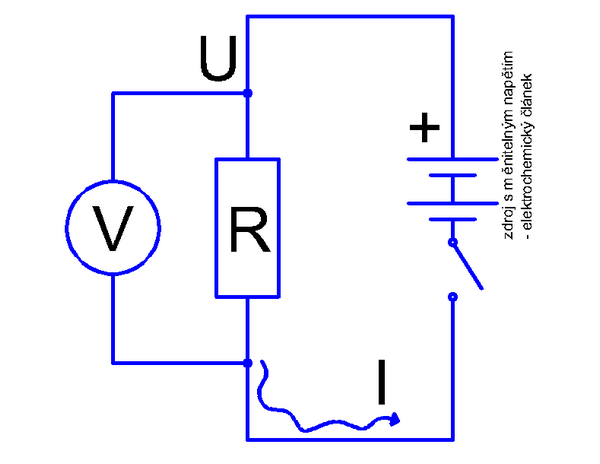 U
+
V
R
I
zdroj s měnitelným napětím
- elektrochemický článek